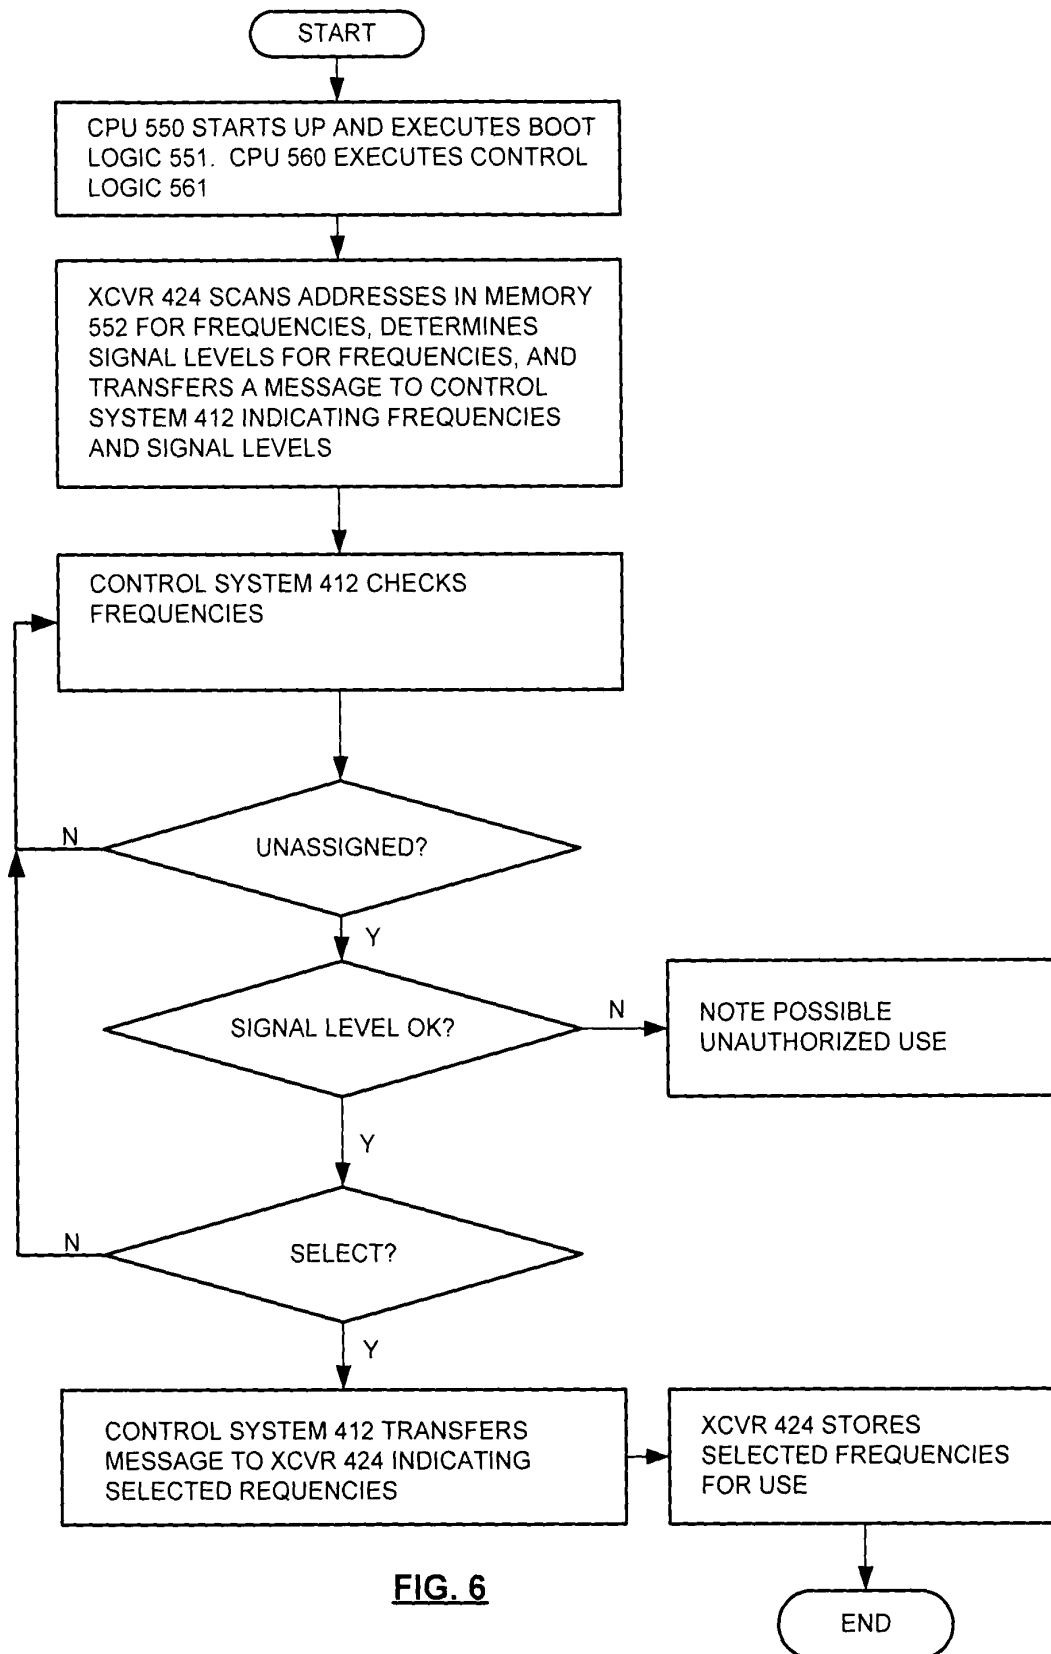 START
CPU 550 STARTS UP AND EXECUTES BOOT
LOGIC 551. CPU 560 EXECUTES CONTROL
LOGIC 561
XCVR 424 SCANS ADDRESSES IN MEMORY
552 FOR FREQUENCIES, DETERMINES
SIGNAL LEVELS FOR FREQUENCIES, AND
TRANSFERS A MESSAGE TO CONTROL
SYSTEM 412 INDICATING FREQUENCIES
AND SIGNAL LEVELS
CONTROL SYSTEM 412 CHECKS
FREQUENCIES
N
UNASSIGNED?
Y
SIGNAL LEVEL OK?
N
NOTE POSSIBLE
UNAUTHORIZED USE
Y
N
SELECT?
Y
CONTROL SYSTEM 412 TRANSFERS
MESSAGE TO XCVR 424 INDICATING
SELECTED REQUENCIES
XCVR 424 STORES
SELECTED FREQUENCIES
FOR USE
FIG. 6
END